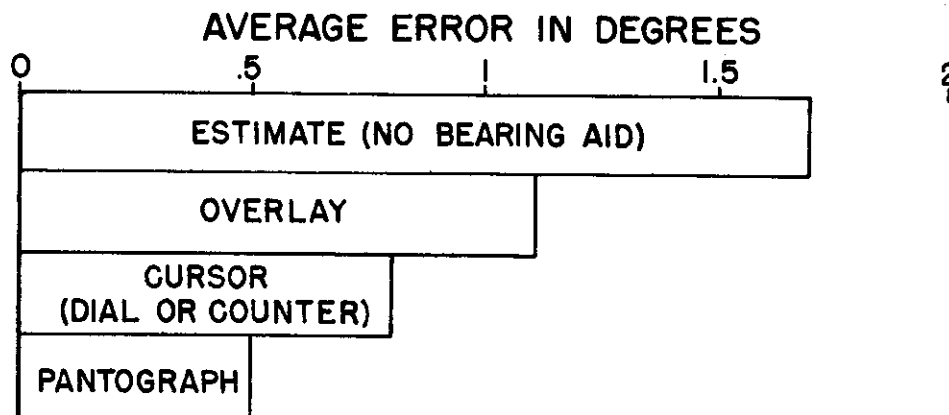 AVERAGE ERROR IN DEGREES
0 .5 1 1.5 2
ESTIMATE (NO BEARING AID)
OVERLAY
CURSOR
(DIAL OR COUNTER)
PANTOGRAPH